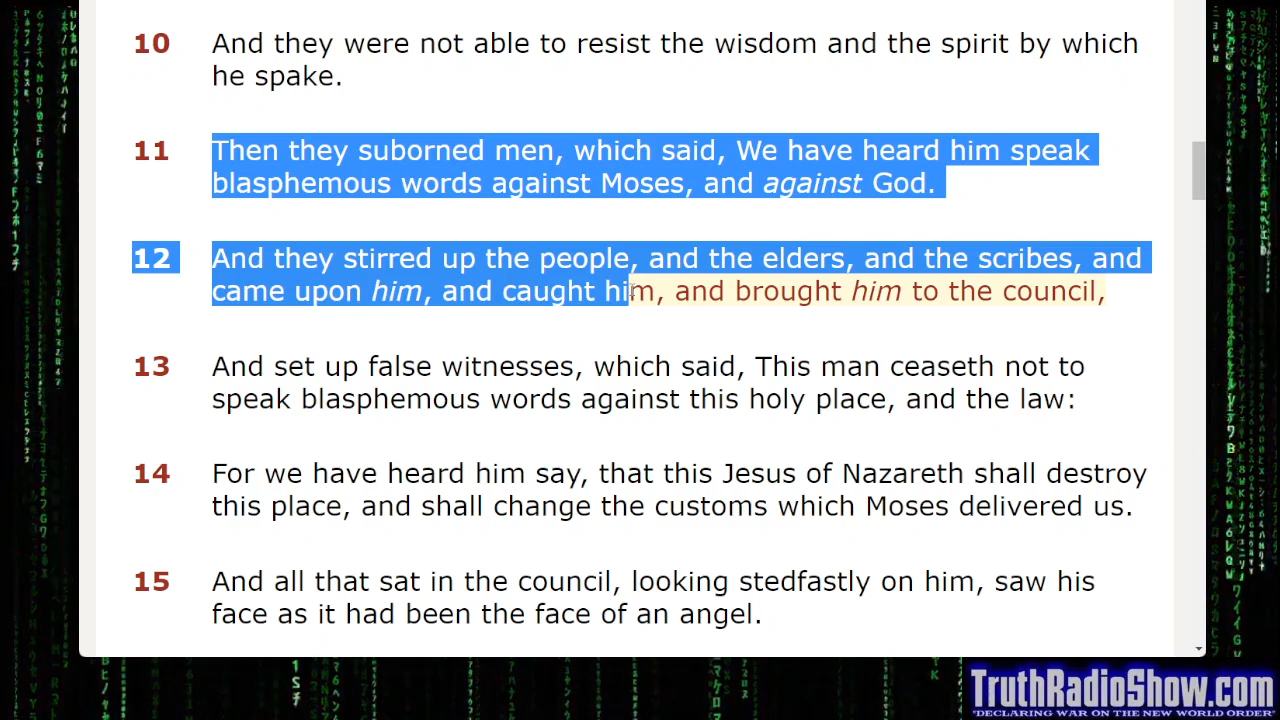 10 And they were not able to resist the wisdom and the spirit by which
he spake.
11 Then they suborned men, which said, We have heard him speak
blasphemous words against Moses, and against God.
12 And they stirred up the people, and the elders, and the scribes, and
came upon him, and caught him, and brought him to the council,
13 And set up false witnesses, which said, This man ceaseth not to
speak blasphemous words against this holy place, and the law:
14 For we have heard him say, that this Jesus of Nazareth shall destroy
this place, and shall change the customs which Moses delivered us.
15 And all that sat in the council, looking stedfastly on him, saw his
face as it had been the face of an angel.
TruthRadioShow.com
"DECLARING WAR ON THE NEW WORLD ORDER"